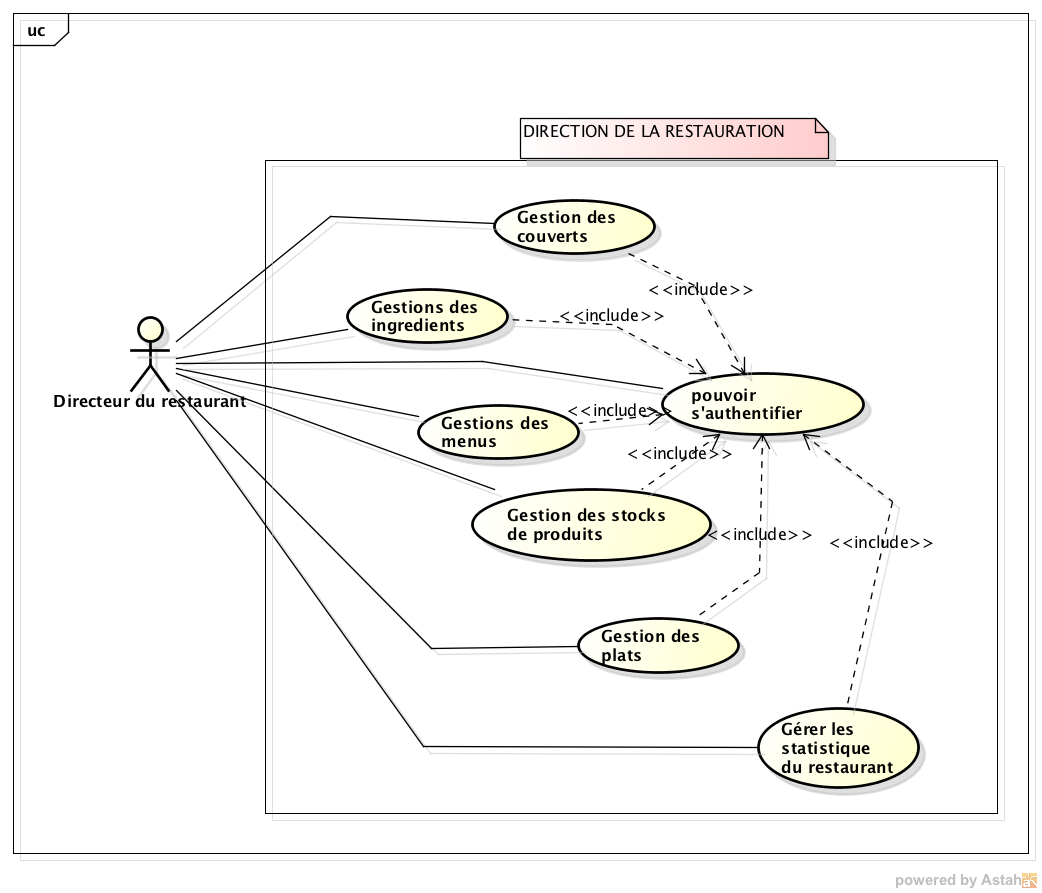 uc
DIRECTION DE LA RESTAURATION
Gestion des
couverts
<<include>>
Gestions des
ingredients
<<include>>
Directeur du restaurant
pouvoir
s'authentifier
Gestions des
menus
<<include>>
<<include>>
Gestion des stocks
de produits
<<include>>
<<include>>
Gestion des
plats
Gérer les
statistique
du restaurant
powered by Astah